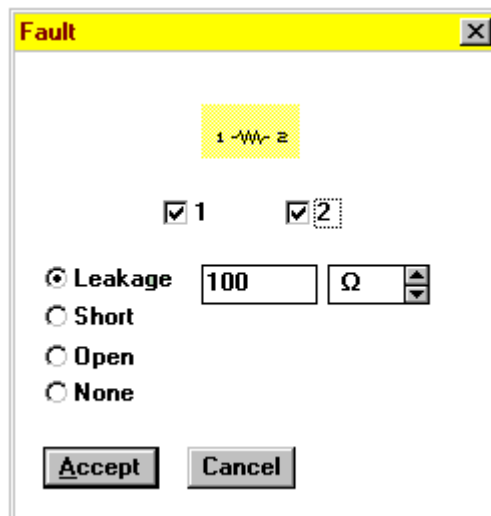 Fault
1 2
1 2
Leakage 100 Ω
Short
Open
None
Accept Cancel